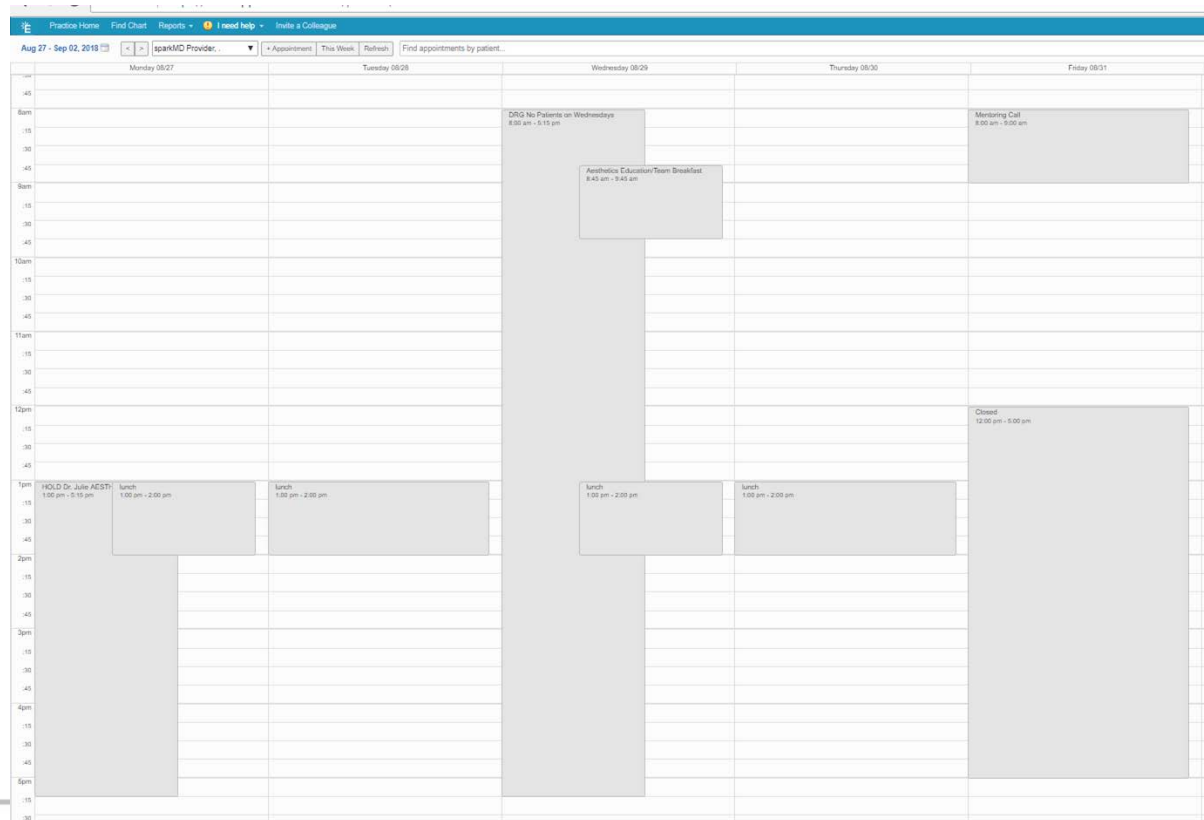 Practice Home Find Chart Reports I need help Invite a Colleague
Aug 27 - Sep 02, 2018 < > sparkMD Provider, . + Appointment This Week Refresh Find appointments by patient...
Monday 08/27 Tuesday 08/28 Wednesday 08/29 Thursday 08/30 Friday 08/31
:45
8am DRG No Patients on Wednesdays Mentoring Call
8:00 am - 5:15 pm 8:00 am - 9:00 am
:15
:30
:45 Aesthetics Education/Team Breakfast
8:45 am - 9:45 am
9am
:15
:30
:45
10am
:15
:30
:45
11am
:15
:30
:45
12pm Closed
12:00 pm - 5:00 pm
:15
:30
:45
1pm HOLD Dr. Julie AESTH lunch lunch lunch lunch
1:00 pm - 5:15 pm 1:00 pm - 2:00 pm 1:00 pm - 2:00 pm 1:00 pm - 2:00 pm 1:00 pm - 2:00 pm
:15
:30
:45
2pm
:15
:30
:45
3pm
:15
:30
:45
4pm
:15
:30
:45
5pm
:15
:30